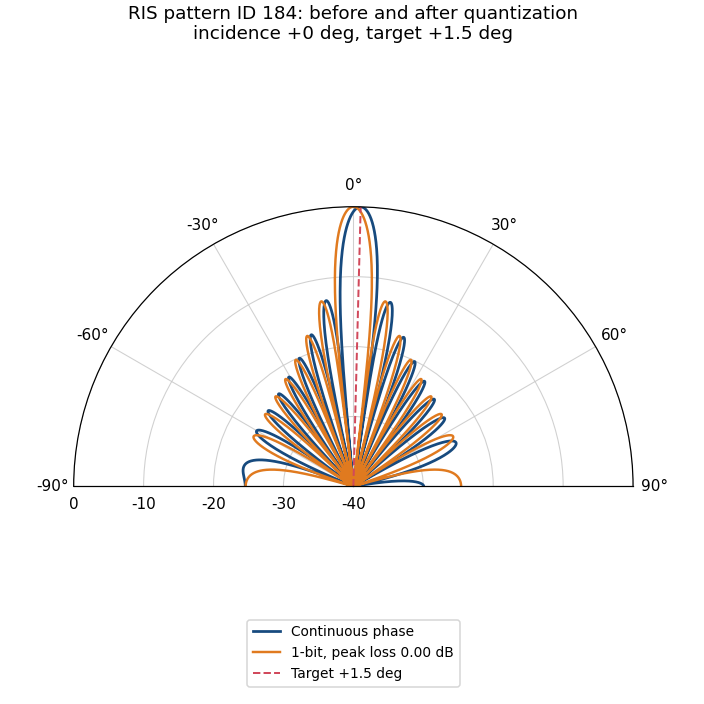 RIS pattern ID 184: before and after quantization
incidence +0 deg, target +1.5 deg
0°
-30°
30°
-60°
60°
-90°
90°
0
-10
-20
-30
-40
Continuous phase
1-bit, peak loss 0.00 dB
Target +1.5 deg